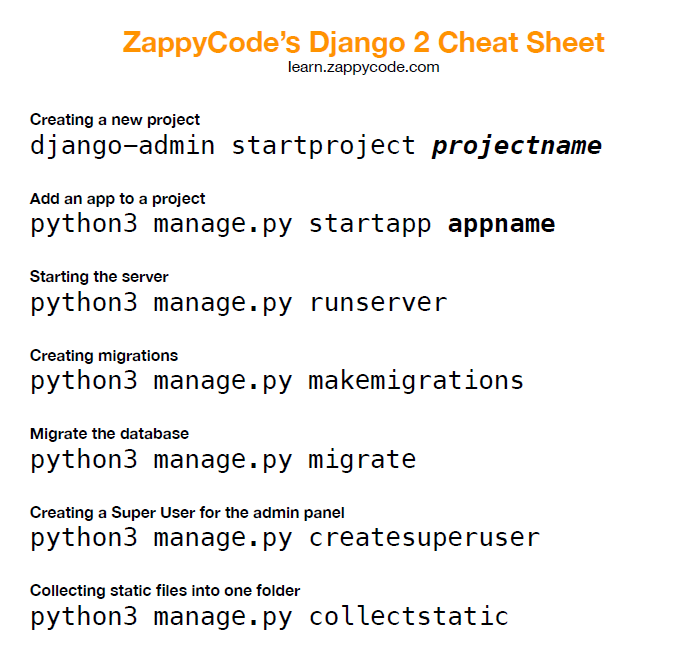 ZappyCode’s Django 2 Cheat Sheet
learn.zappycode.com
Creating a new project
django-admin startproject projectname
Add an app to a project
python3 manage.py startapp appname
Starting the server
python3 manage.py runserver
Creating migrations
python3 manage.py makemigrations
Migrate the database
python3 manage.py migrate
Creating a Super User for the admin panel
python3 manage.py createsuperuser
Collecting static files into one folder
python3 manage.py collectstatic